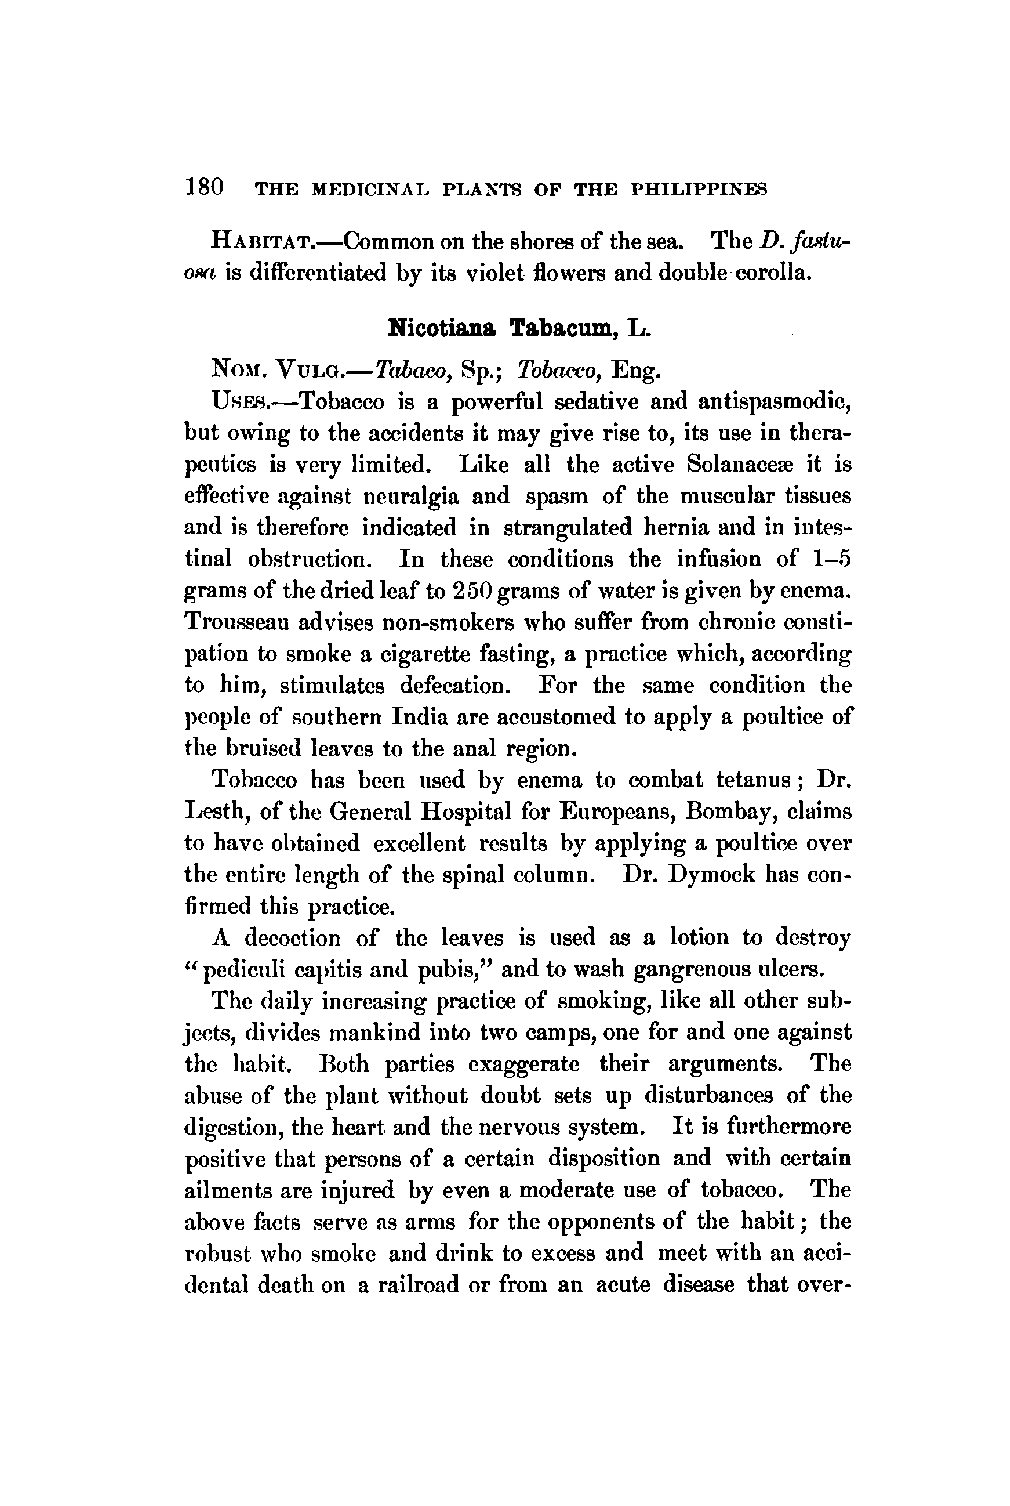 180 THE MEDICINAL PLANTS OF THE PHILIPPINES
HABITAT.—Common on the shores of the sea. The D. fastu-
osa is differentiated by its violet flowers and double corolla.
Nicotiana Tabacum, L.
NOM. VULG.—Tabaco, Sp.; Tobacco, Eng.
USES.—Tobacco is a powerful sedative and antispasmodic,
but owing to the accidents it may give rise to, its use in thera-
peutics is very limited. Like all the active Solanaceæ it is
effective against neuralgia and spasm of the muscular tissues
and is therefore indicated in strangulated hernia and in intes-
tinal obstruction. In these conditions the infusion of 1–5
grams of the dried leaf to 250 grams of water is given by enema.
Trousseau advises non-smokers who suffer from chronic consti-
pation to smoke a cigarette fasting, a practice which, according
to him, stimulates defecation. For the same condition the
people of southern India are accustomed to apply a poultice of
the bruised leaves to the anal region.
Tobacco has been used by enema to combat tetanus; Dr.
Lesth, of the General Hospital for Europeans, Bombay, claims
to have obtained excellent results by applying a poultice over
the entire length of the spinal column. Dr. Dymock has con-
firmed this practice.
A decoction of the leaves is used as a lotion to destroy
“pediculi capitis and pubis,” and to wash gangrenous ulcers.
The daily increasing practice of smoking, like all other sub-
jects, divides mankind into two camps, one for and one against
the habit. Both parties exaggerate their arguments. The
abuse of the plant without doubt sets up disturbances of the
digestion, the heart and the nervous system. It is furthermore
positive that persons of a certain disposition and with certain
ailments are injured by even a moderate use of tobacco. The
above facts serve as arms for the opponents of the habit; the
robust who smoke and drink to excess and meet with an acci-
dental death on a railroad or from an acute disease that over-